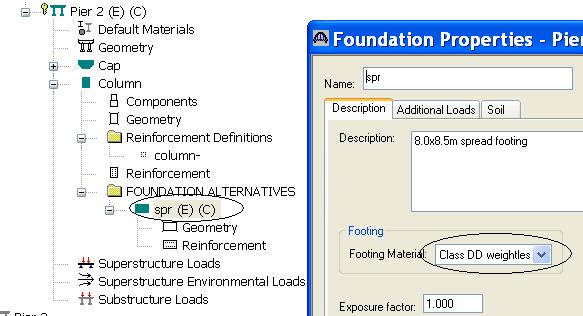 Pier 2 (E) (C)
Default Materials
Geometry
Cap
Column
Components
Geometry
Reinforcement Definitions
column-
Reinforcement
FOUNDATION ALTERNATIVES
spr (E) (C)
Geometry
Reinforcement
Superstructure Loads
Superstructure Environmental Loads
Substructure Loads
Foundation Properties - Pie
Name: spr
Description Additional Loads Soil
Description: 8.0x8.5m spread footing
Footing
Footing Material: Class DD weightles
Exposure factor: 1.000